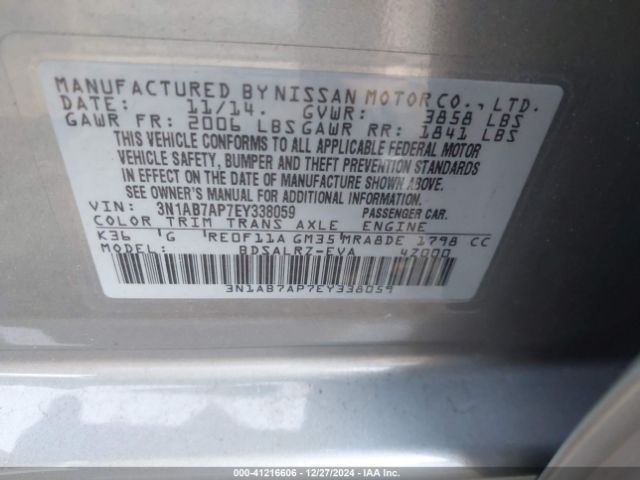 MANUFACTURED BY NISSAN MOTOR CO., LTD.
DATE: 11/14. GVWR: 3858 LBS
GAWR FR: 2006 LBS GAWR RR: 1841 LBS
THIS VEHICLE CONFORMS TO ALL APPLICABLE FEDERAL MOTOR
VEHICLE SAFETY, BUMPER AND THEFT PREVENTION STANDARDS
IN EFFECT ON THE DATE OF MANUFACTURE SHOWN ABOVE.
SEE OWNER'S MANUAL FOR ADDITIONAL INFORMATION.
VIN: 3N1AB7AP7EY338059 PASSENGER CAR.
COLOR TRIM TRANS AXLE ENGINE
K36 G RE0F11A GM35 MRA8DE 1798 CC
MODEL: BDSALRZ-EVA 4Z000
3N1AB7AP7EY338059
000-41216606 • 12/27/2024 • IAA, Inc.